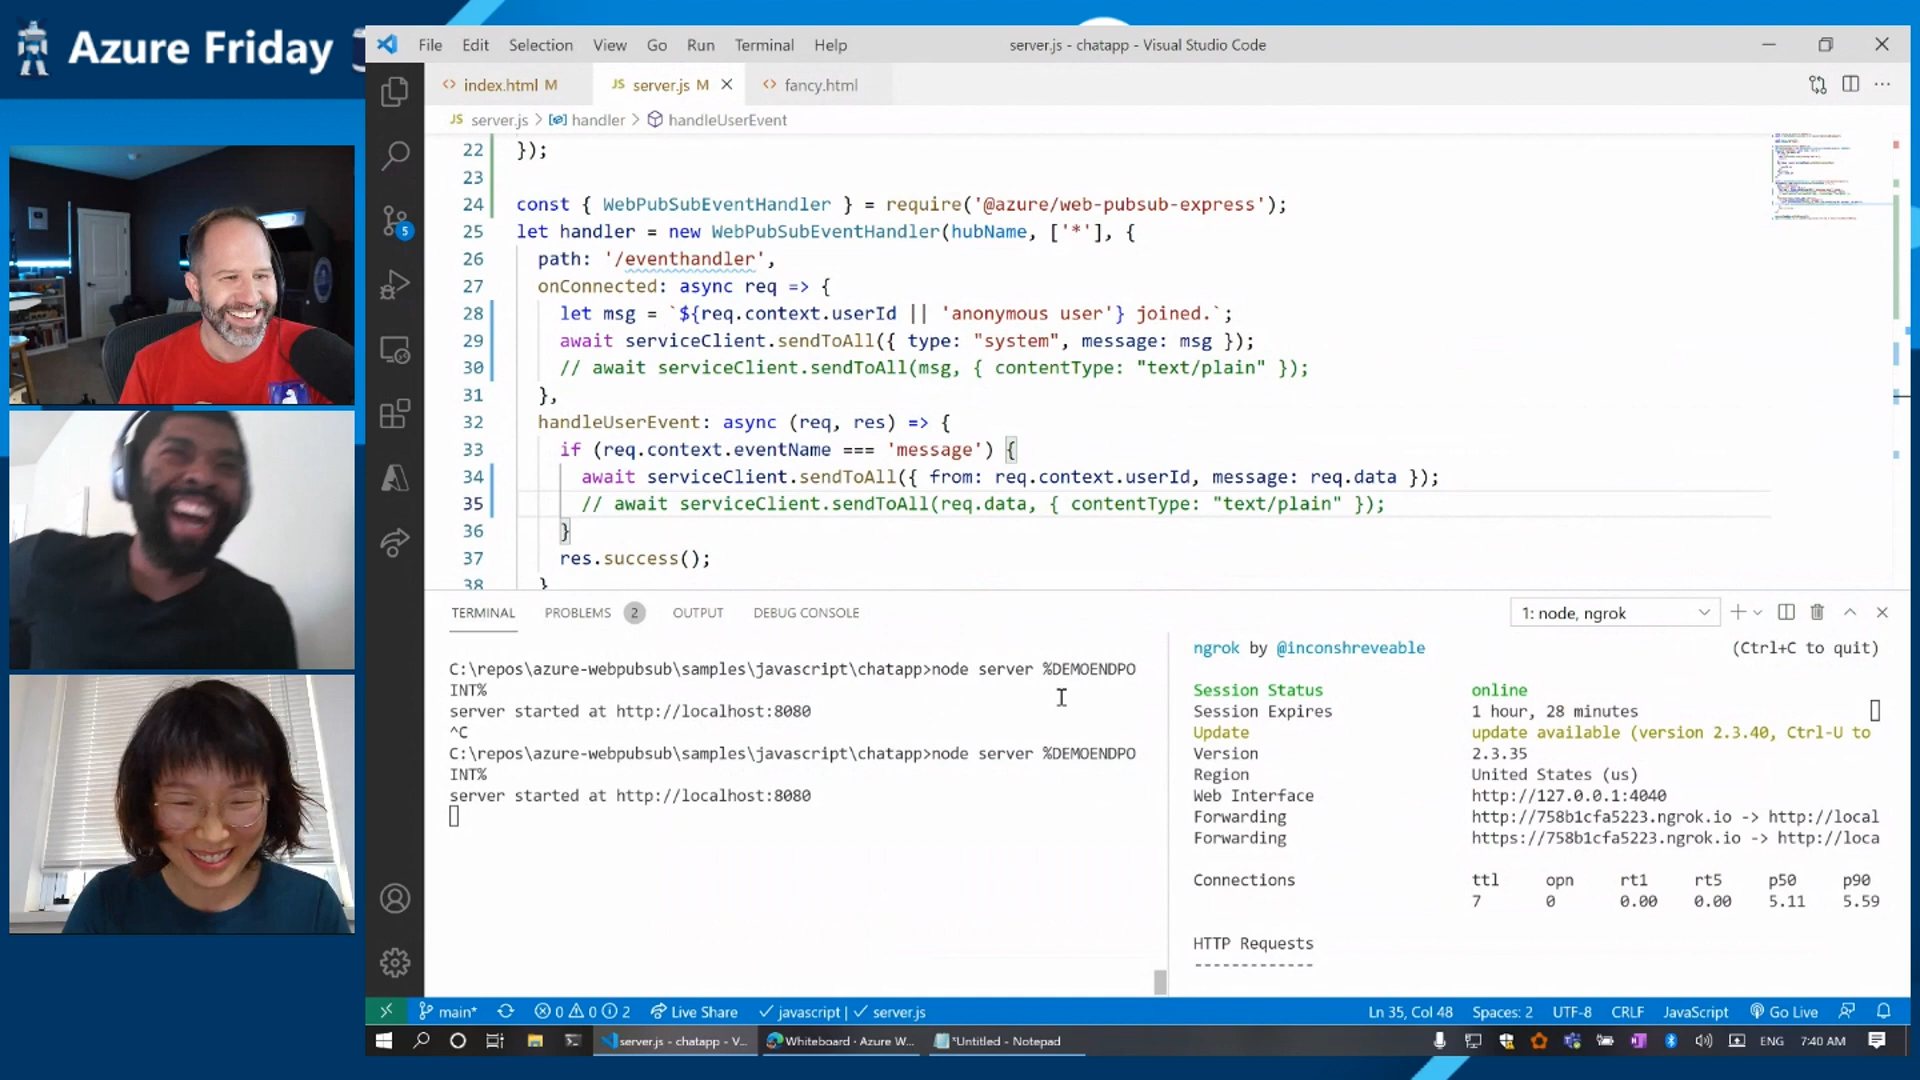 Azure Friday
File Edit Selection View Go Run Terminal Help
server.js - chatapp - Visual Studio Code
index.html M
server.js M
fancy.html
server.js > handler > handleUserEvent
22 });
23
24 const { WebPubSubEventHandler } = require('@azure/web-pubsub-express');
25 let handler = new WebPubSubEventHandler(hubName, ['*'], {
26 path: '/eventhandler',
27 onConnected: async req => {
28 let msg = `${req.context.userId || 'anonymous user'} joined.`;
29 await serviceClient.sendToAll({ type: "system", message: msg });
30 // await serviceClient.sendToAll(msg, { contentType: "text/plain" });
31 },
32 handleUserEvent: async (req, res) => {
33 if (req.context.eventName === 'message') {
34 await serviceClient.sendToAll({ from: req.context.userId, message: req.data });
35 // await serviceClient.sendToAll(req.data, { contentType: "text/plain" });
36 }
37 res.success();
38 }
5
TERMINAL PROBLEMS 2 OUTPUT DEBUG CONSOLE
1: node, ngrok
C:\repos\azure-webpubsub\samples\javascript\chatapp>node server %DEMOENDPO
INT%
server started at http://localhost:8080
^C
C:\repos\azure-webpubsub\samples\javascript\chatapp>node server %DEMOENDPO
INT%
server started at http://localhost:8080
ngrok by @inconshreveable (Ctrl+C to quit)
Session Status online
Session Expires 1 hour, 28 minutes
Update update available (version 2.3.40, Ctrl-U to
Version 2.3.35
Region United States (us)
Web Interface http://127.0.0.1:4040
Forwarding http://758b1cfa5223.ngrok.io -> http://local
Forwarding https://758b1cfa5223.ngrok.io -> http://loca
Connections ttl opn rt1 rt5 p50 p90
7 0 0.00 0.00 5.11 5.59
HTTP Requests
-------------
main* 0 0 2 Live Share javascript | server.js
Ln 35, Col 48 Spaces: 2 UTF-8 CRLF JavaScript Go Live
server.js - chatapp - V...
Whiteboard · Azure W...
*Untitled - Notepad
ENG 7:40 AM